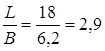 L/B = 18/6,2 = 2,9